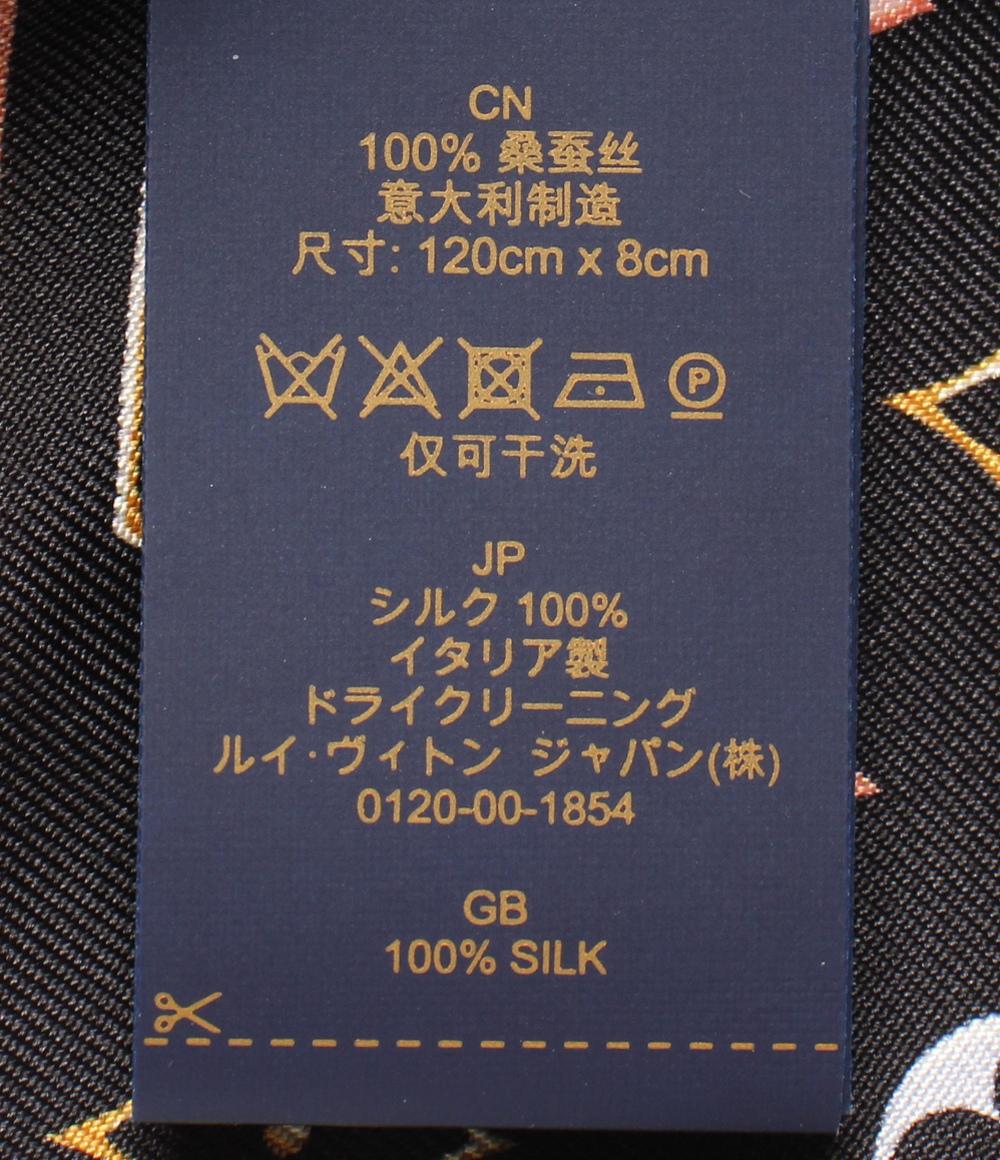 CN
100% 桑蚕丝
意大利制造
尺寸: 120cm x 8cm
P
仅可干洗
JP
シルク 100%
イタリア製
ドライクリーニング
ルイ·ヴィトン ジャパン(株)
0120-00-1854
GB
100% SILK